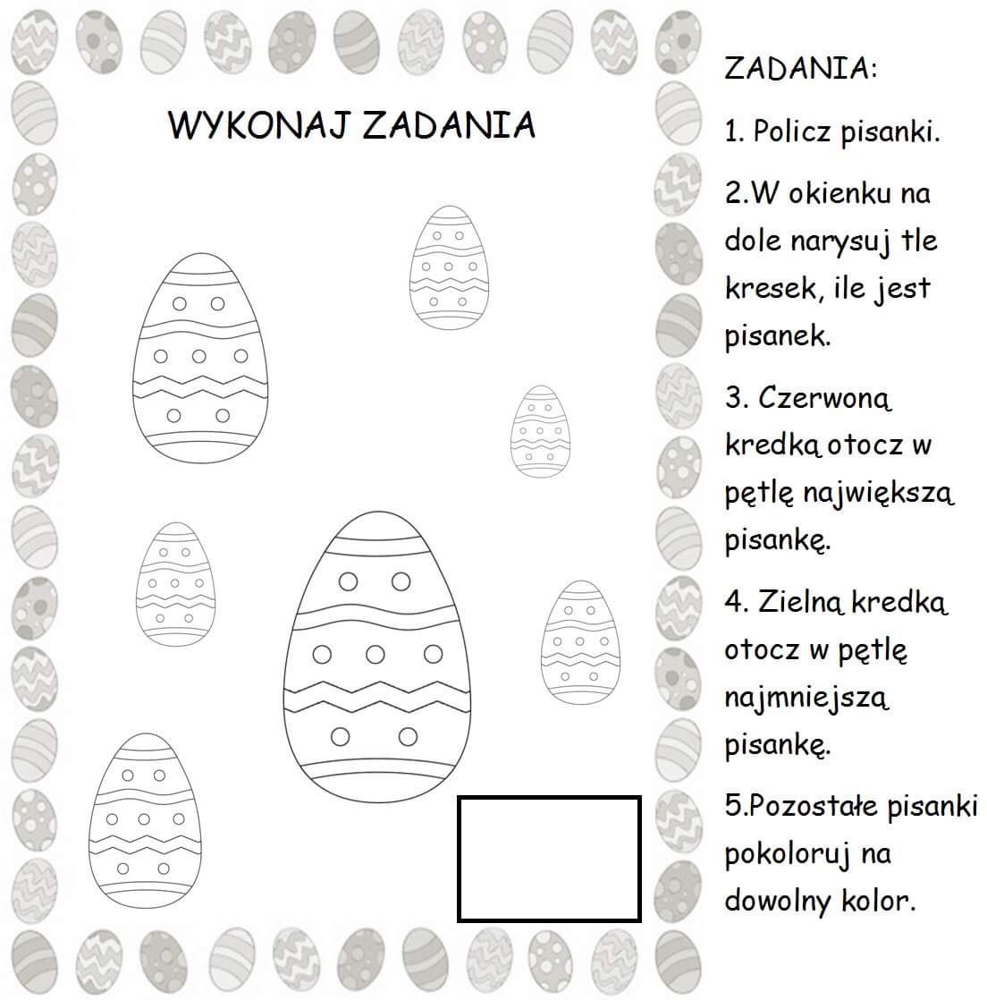 WYKONAJ ZADANIA
ZADANIA:
1. Policz pisanki.
2.W okienku na
dole narysuj tle
kresek, ile jest
pisanek.
3. Czerwoną
kredką otocz w
pętlę największą
pisankę.
4. Zielną kredką
otocz w pętlę
najmniejszą
pisankę.
5.Pozostałe pisanki
pokoloruj na
dowolny kolor.